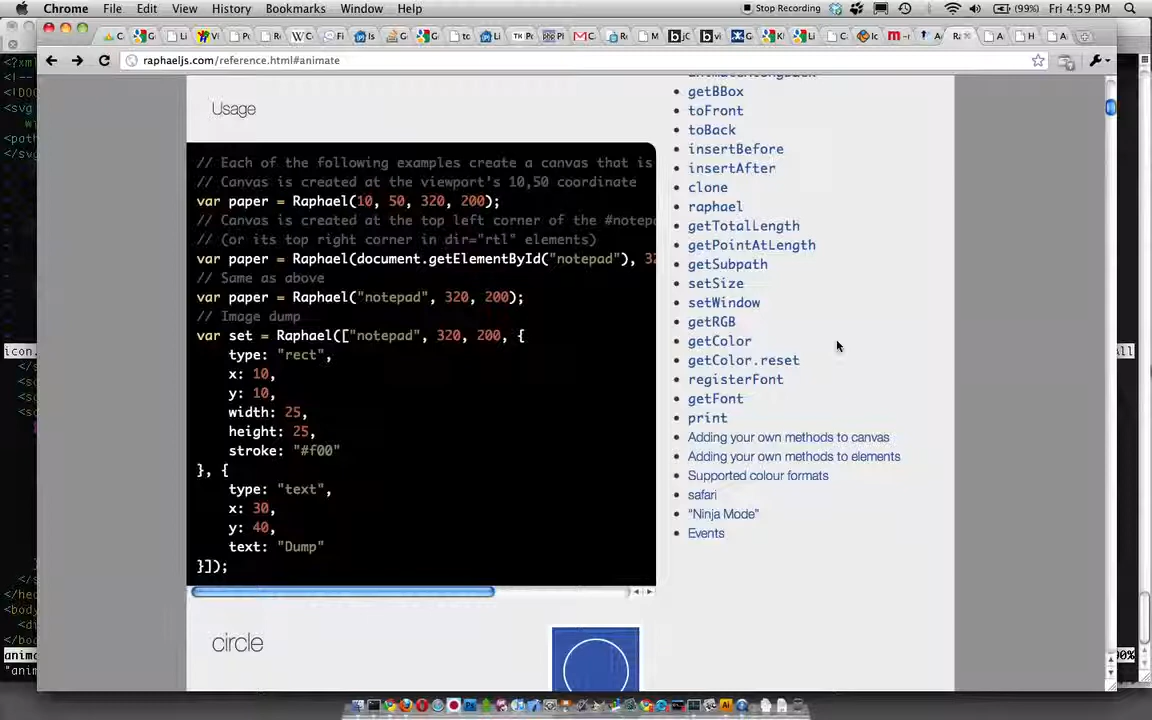 Chrome File Edit View History Bookmarks Window Help
Stop Recording
(99%)
Fri 4:59 PM
raphaeljs.com/reference.html#animate
Usage
// Each of the following examples create a canvas that is
// Canvas is created at the viewport's 10,50 coordinate
var paper = Raphael(10, 50, 320, 200);
// Canvas is created at the top left corner of the #notepa
// (or its top right corner in dir="rtl" elements)
var paper = Raphael(document.getElementById("notepad"), 32
// Same as above
var paper = Raphael("notepad", 320, 200);
// Image dump
var set = Raphael(["notepad", 320, 200, {
type: "rect",
x: 10,
y: 10,
width: 25,
height: 25,
stroke: "#f00"
}, {
type: "text",
x: 30,
y: 40,
text: "Dump"
}]);
circle
getBBox
toFront
toBack
insertBefore
insertAfter
clone
raphael
getTotalLength
getPointAtLength
getSubpath
setSize
setWindow
getRGB
getColor
getColor.reset
registerFont
getFont
print
Adding your own methods to canvas
Adding your own methods to elements
Supported colour formats
safari
“Ninja Mode”
Events